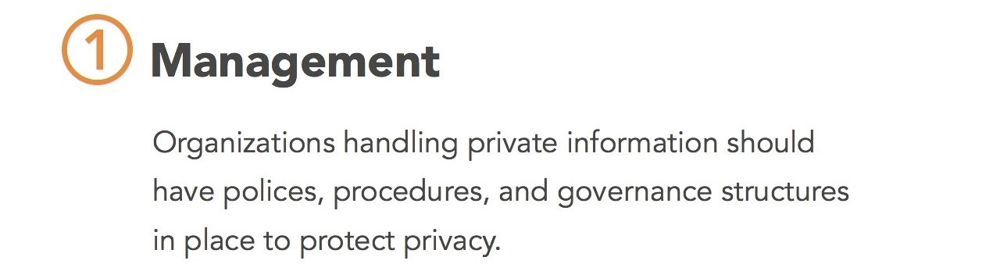 1 Management
Organizations handling private information should
have polices, procedures, and governance structures
in place to protect privacy.